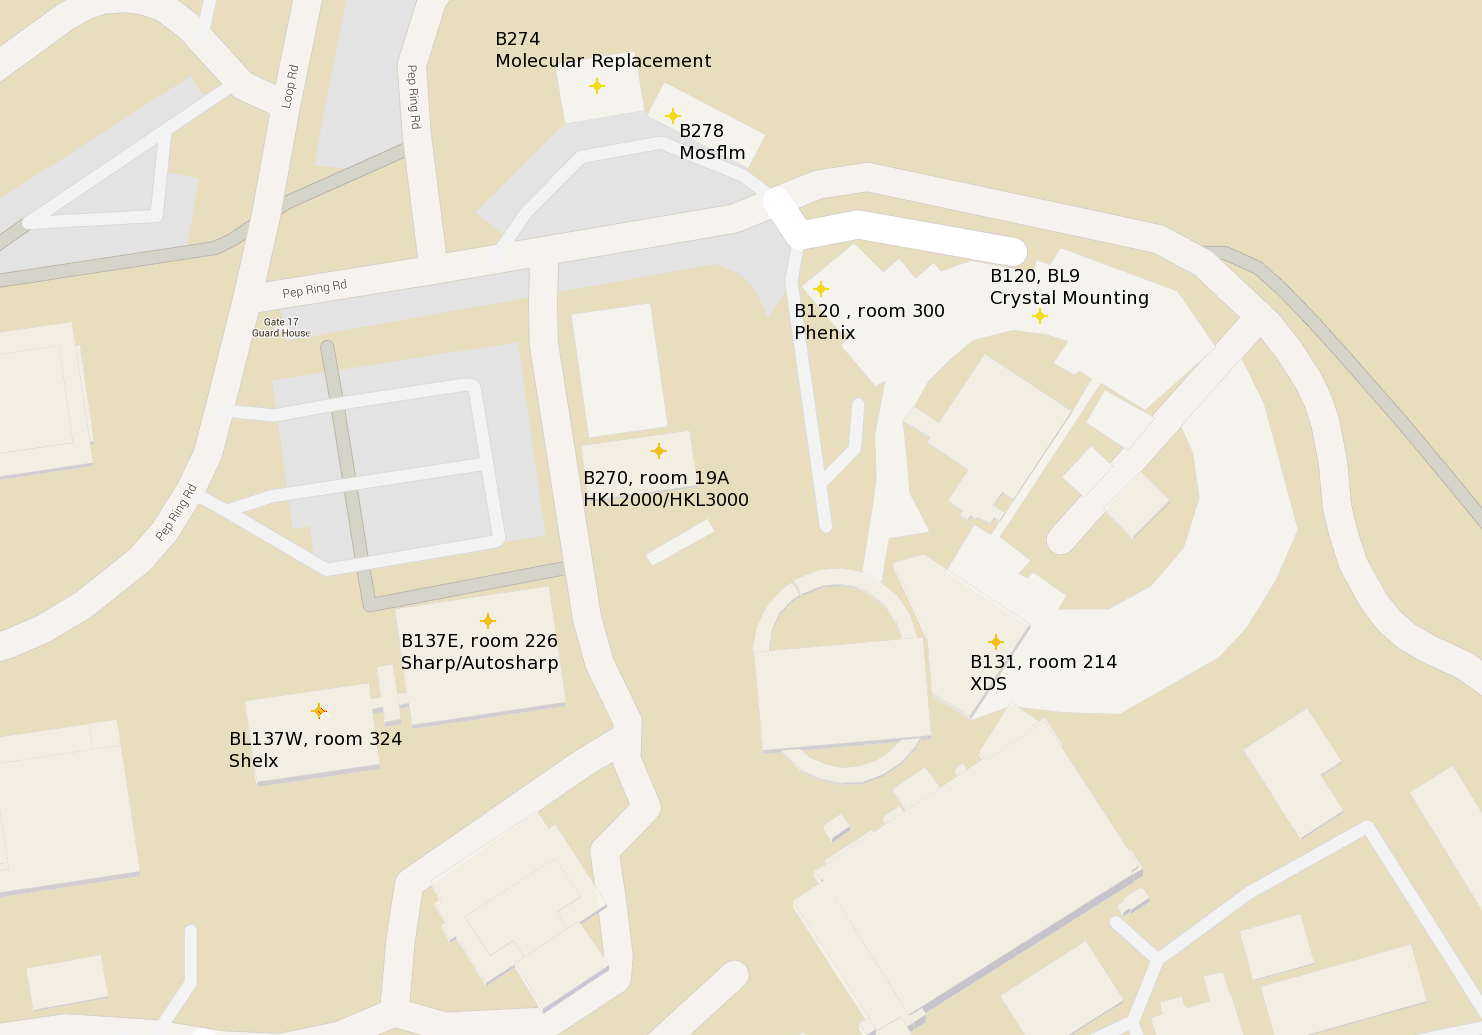 B274
Molecular Replacement
Loop Rd
Pep Ring Rd
B278
Mosflm
B120, BL9
Crystal Mounting
Pep Ring Rd
B120 , room 300
Phenix
Gate 17
Guard House
B270, room 19A
HKL2000/HKL3000
Pep Ring Rd
B137E, room 226
Sharp/Autosharp
B131, room 214
XDS
BL137W, room 324
Shelx